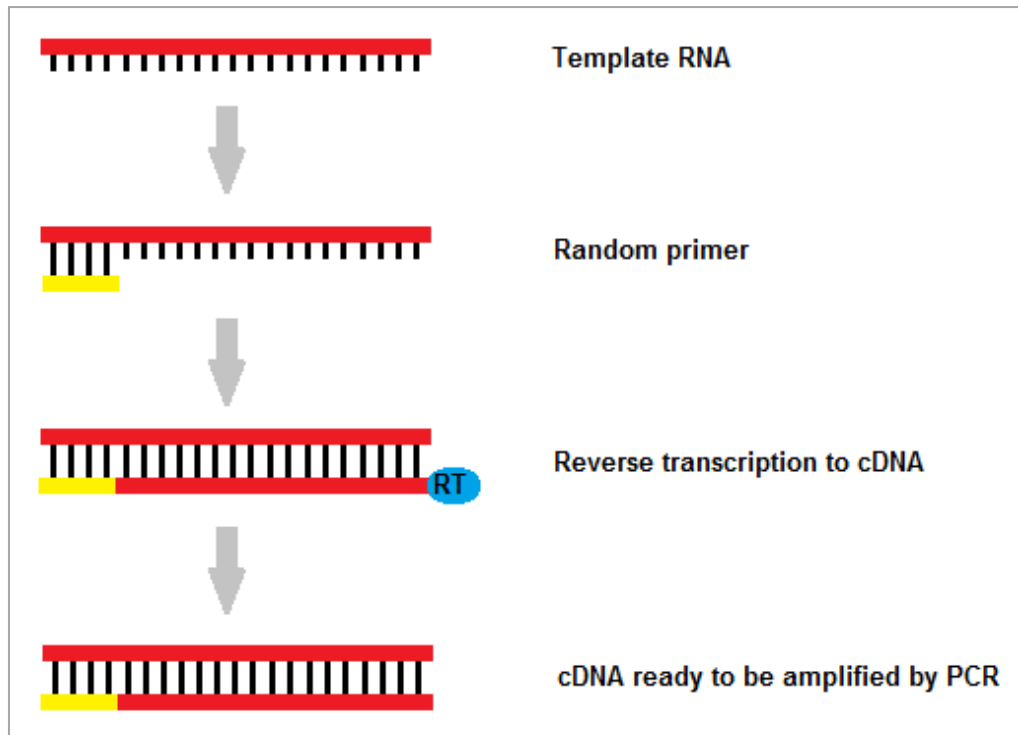 Template RNA
Random primer
Reverse transcription to cDNA
RT
cDNA ready to be amplified by PCR